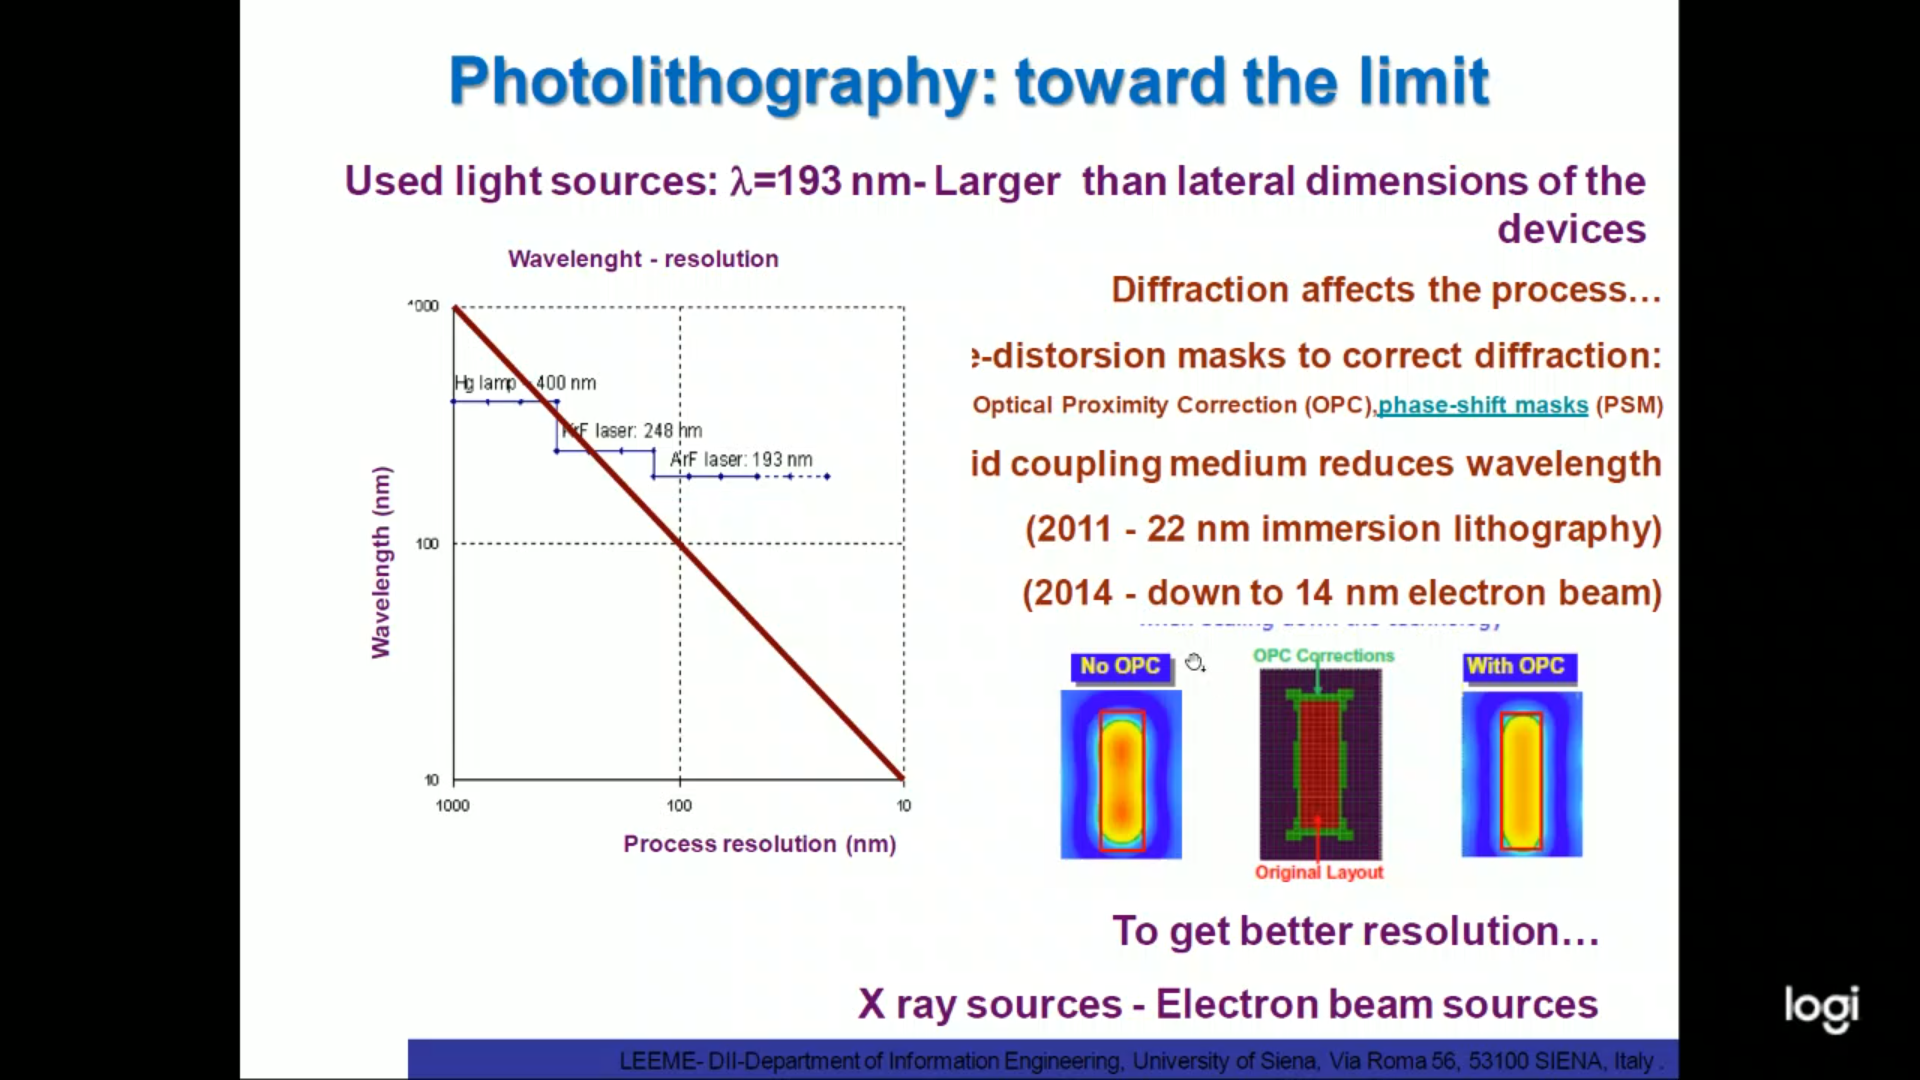 Photolithography: toward the limit
Used light sources: λ=193 nm- Larger than lateral dimensions of the
devices
Wavelenght - resolution
Diffraction affects the process…
e-distorsion masks to correct diffraction:
Optical Proximity Correction (OPC),phase-shift masks (PSM)
id coupling medium reduces wavelength
(2011 - 22 nm immersion lithography)
(2014 - down to 14 nm electron beam)
1000
Hg lamp - 400 nm
KrF laser: 248 nm
ArF laser: 193 nm
Wavelength (nm)
100
10
1000
100
10
Process resolution (nm)
No OPC
OPC Corrections
With OPC
Original Layout
To get better resolution…
X ray sources - Electron beam sources
logi
LEEME- DII-Department of Information Engineering, University of Siena, Via Roma 56, 53100 SIENA, Italy .